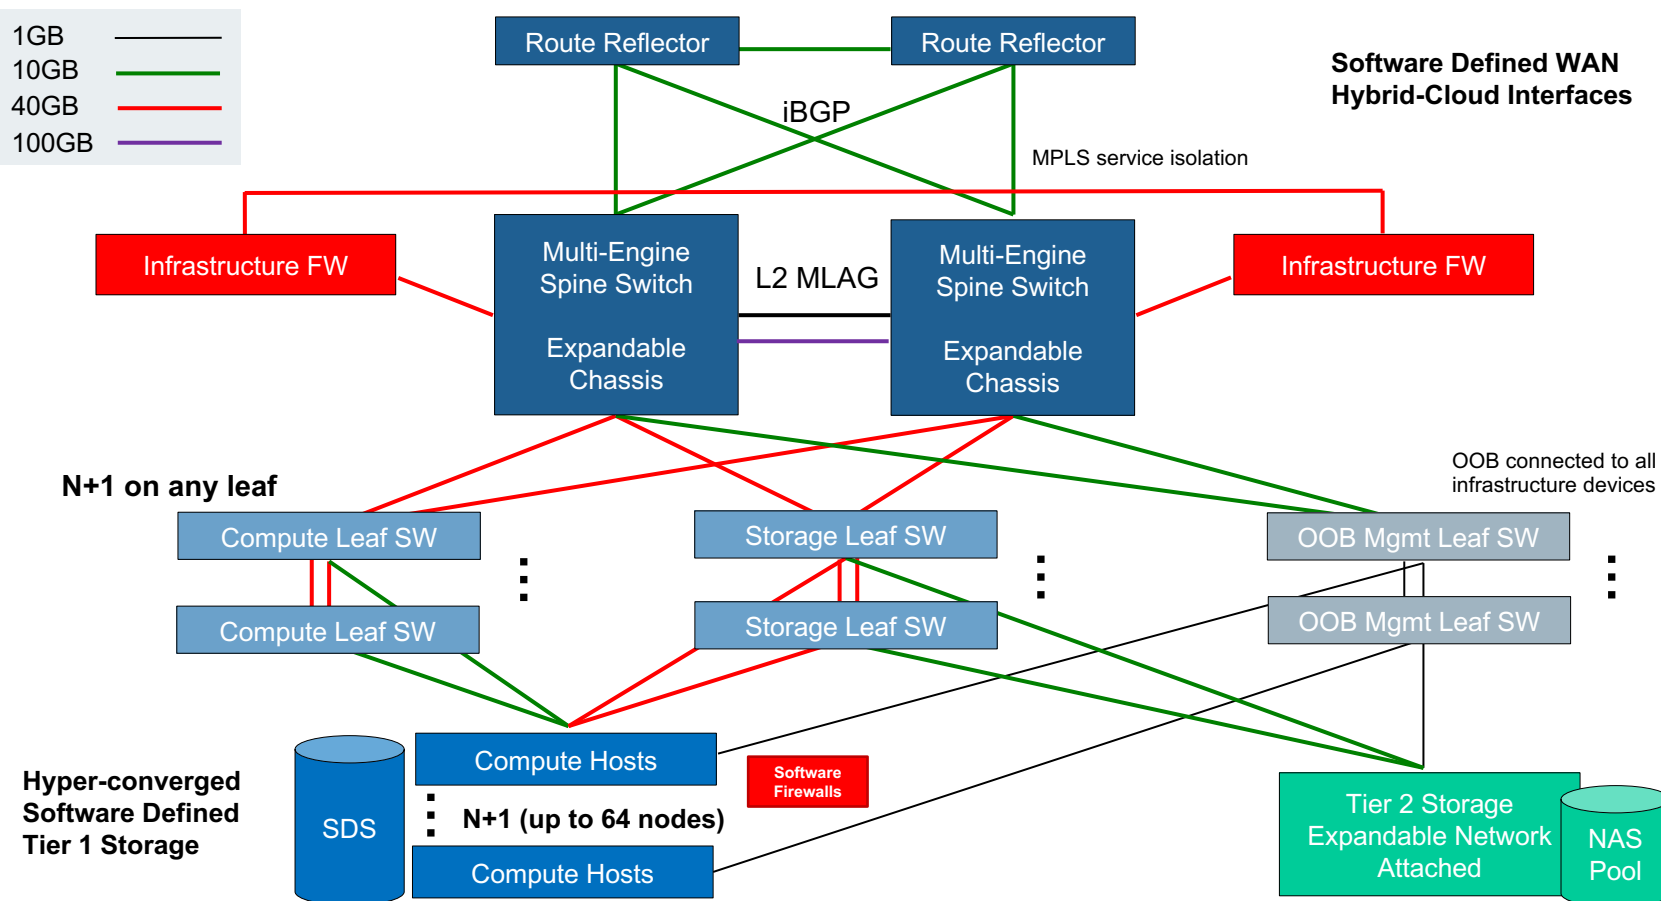 1GB
10GB
40GB
100GB
Route Reflector
Route Reflector
Software Defined WAN
Hybrid-Cloud Interfaces
iBGP
MPLS service isolation
Infrastructure FW
Multi-Engine
Spine Switch
Expandable
Chassis
L2 MLAG
Multi-Engine
Spine Switch
Expandable
Chassis
Infrastructure FW
N+1 on any leaf
OOB connected to all
infrastructure devices
Compute Leaf SW
Storage Leaf SW
OOB Mgmt Leaf SW
Compute Leaf SW
Storage Leaf SW
OOB Mgmt Leaf SW
Hyper-converged
Software Defined
Tier 1 Storage
SDS
Compute Hosts
N+1 (up to 64 nodes)
Compute Hosts
Software
Firewalls
Tier 2 Storage
Expandable Network
Attached
NAS
Pool